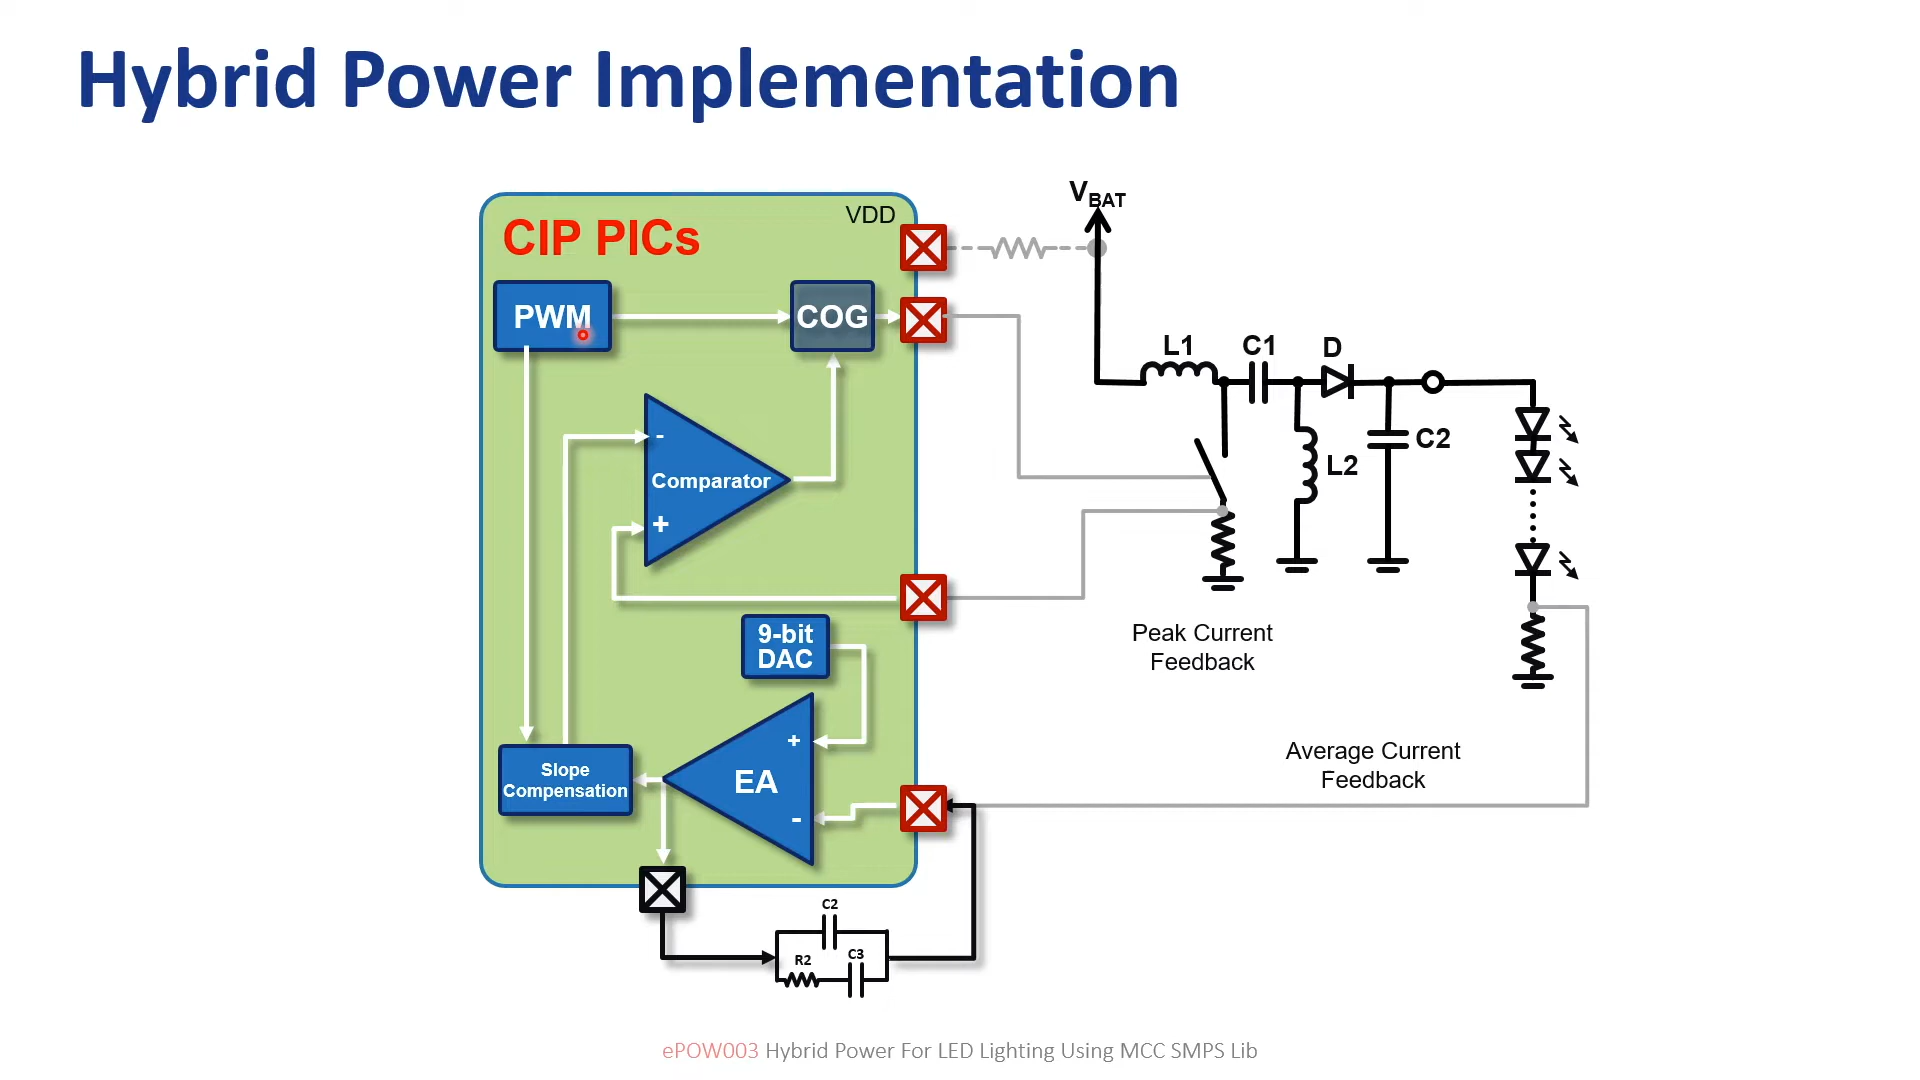 Hybrid Power Implementation
VBAT
VDD
CIP PICs
PWM
COG
L1
C1
D
-
Comparator
+
L2
C2
9-bit
DAC
Peak Current
Feedback
+
EA
-
Slope
Compensation
Average Current
Feedback
C2
R2
C3
ePOW003 Hybrid Power For LED Lighting Using MCC SMPS Lib